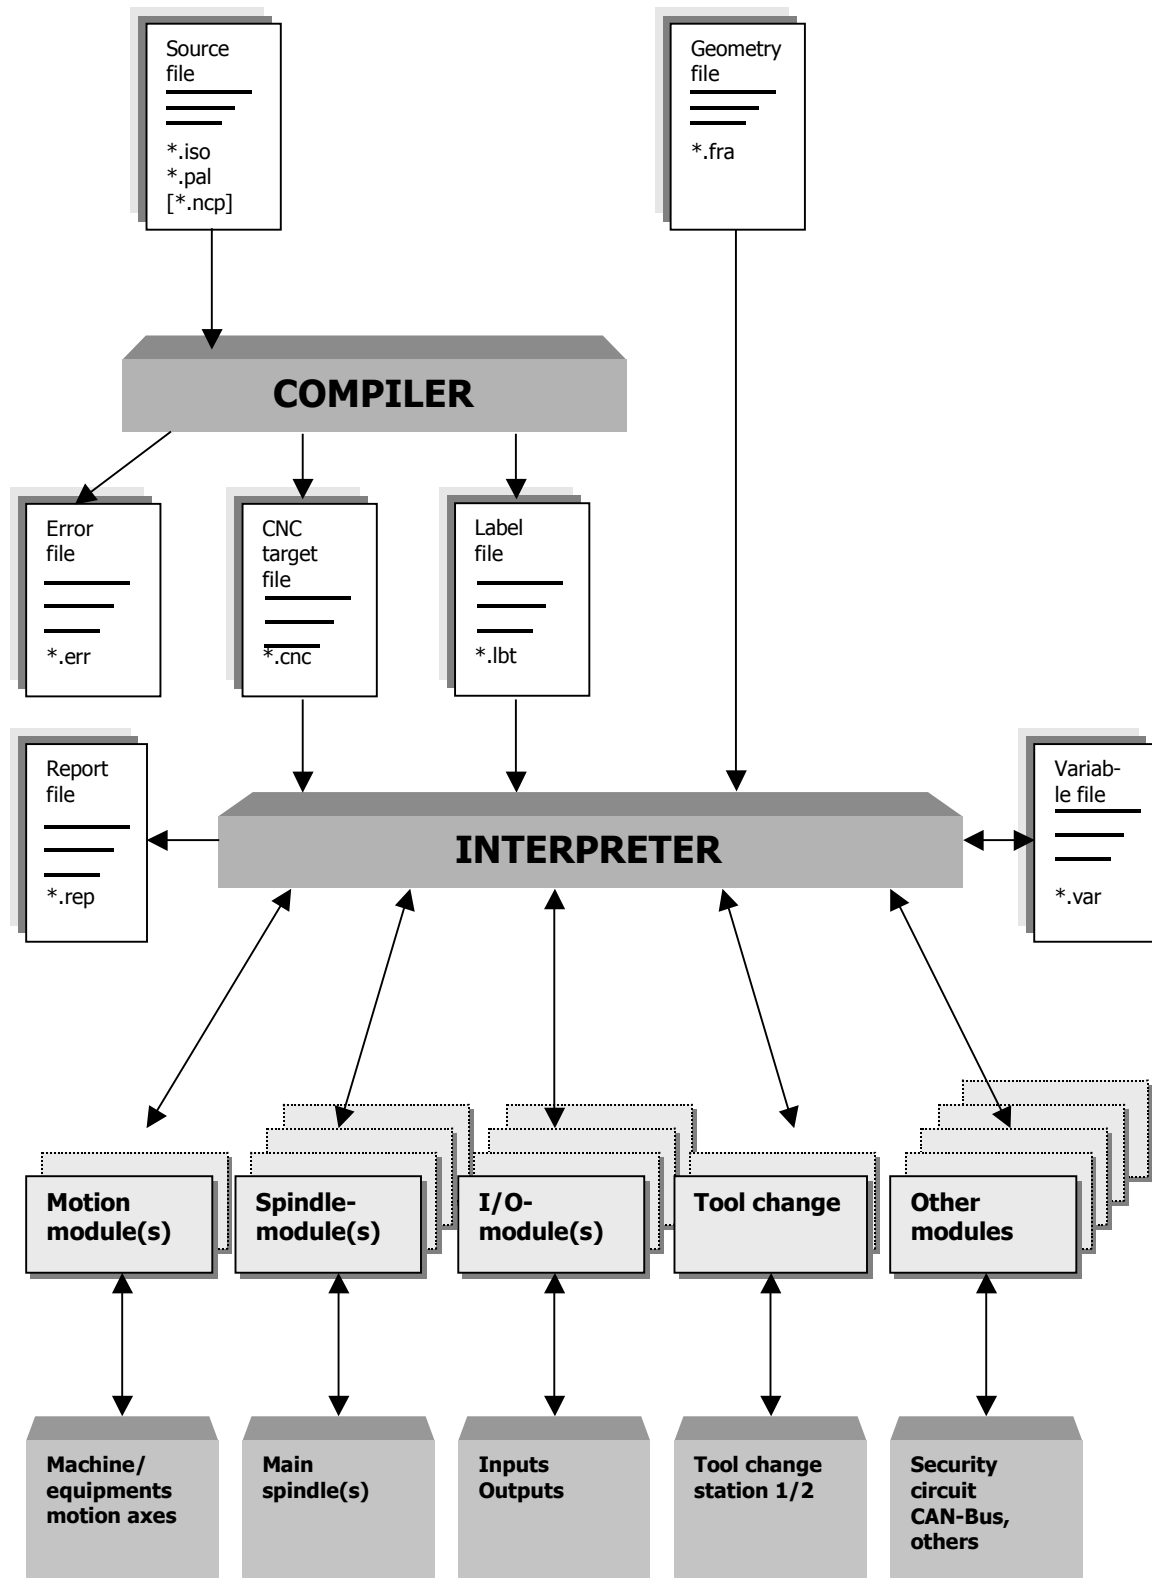 Source
file
*.iso
*.pal
[*.ncp]
Geometry
file
*.fra
COMPILER
Error
file
*.err
CNC
target
file
*.cnc
Label
file
*.lbt
Report
file
*.rep
INTERPRETER
Variab-
le file
*.var
Motion
module(s)
Spindle-
module(s)
I/O-
module(s)
Tool change
Other
modules
Machine/
equipments
motion axes
Main
spindle(s)
Inputs
Outputs
Tool change
station 1/2
Security
circuit
CAN-Bus,
others